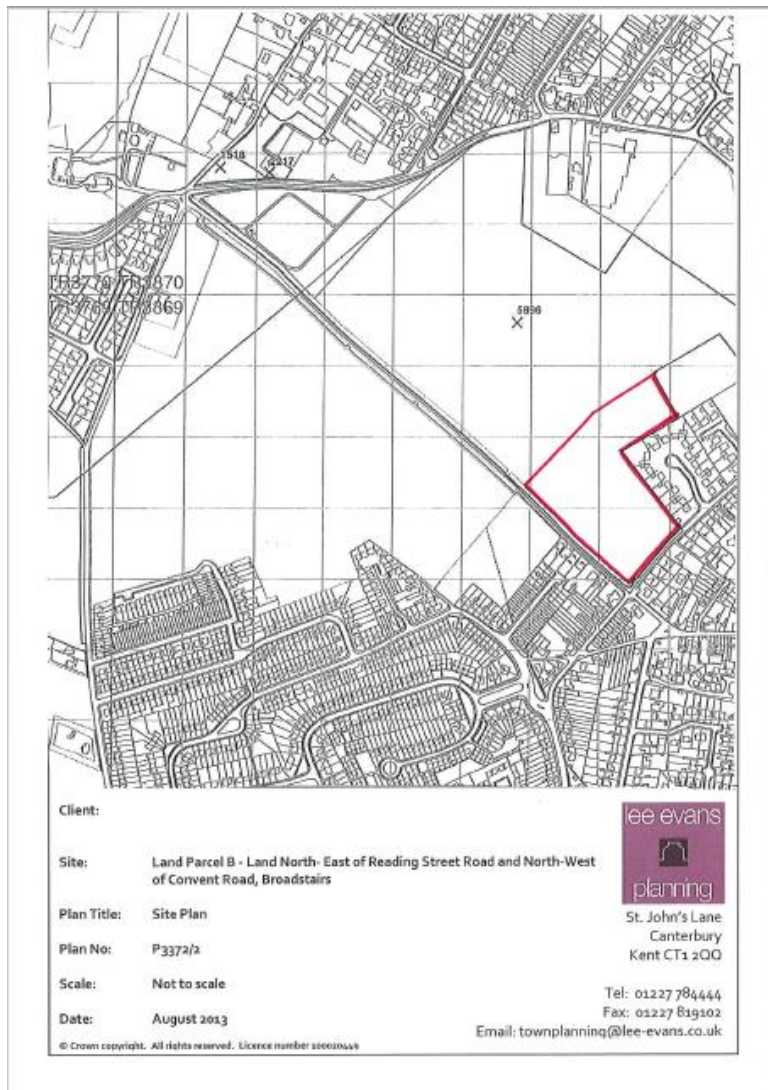 1518
2217
TR3770 TR3870
TR3769 TR3869
5896
Client:
Site: Land Parcel B - Land North- East of Reading Street Road and North-West
of Convent Road, Broadstairs
Plan Title: Site Plan
Plan No: P3372/2
Scale: Not to scale
Date: August 2013
© Crown copyright. All rights reserved. Licence number 100020449
lee evans
planning
St. John's Lane
Canterbury
Kent CT1 2QQ
Tel: 01227 784444
Fax: 01227 819102
Email: townplanning@lee-evans.co.uk